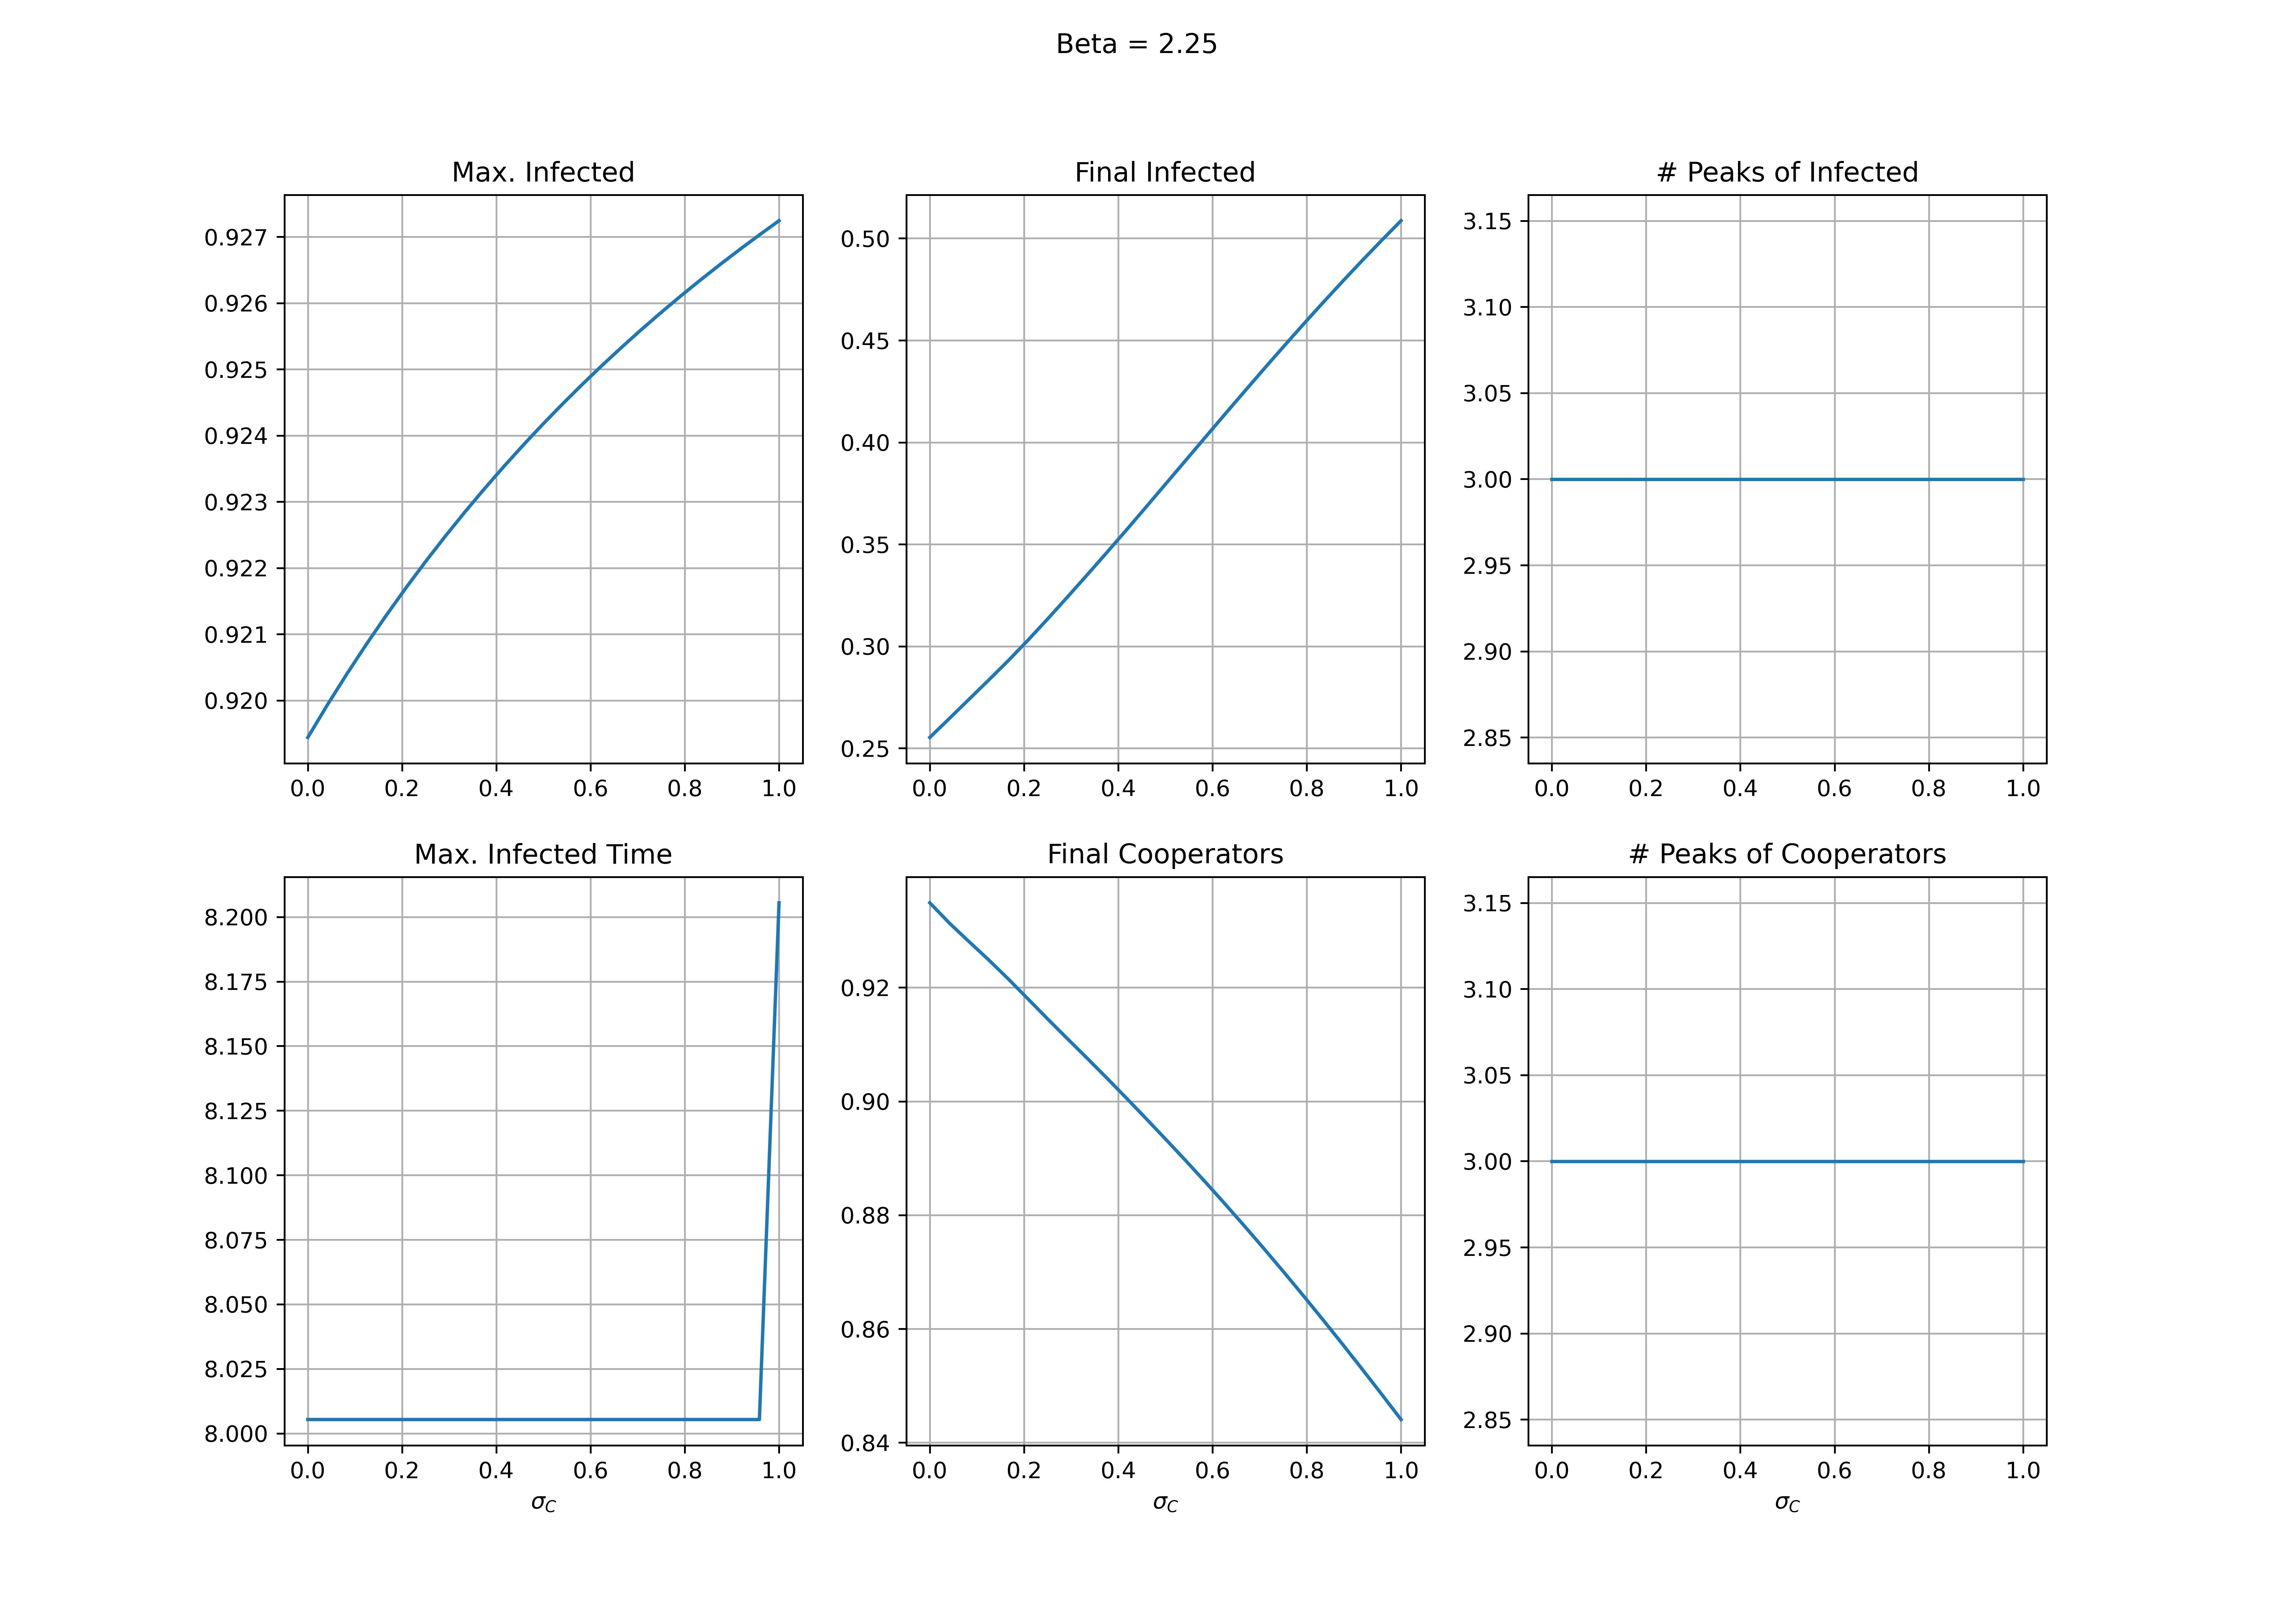 Beta = 2.25
Max. Infected
0.927
0.926
0.925
0.924
0.923
0.922
0.921
0.920
0.0 0.2 0.4 0.6 0.8 1.0
Final Infected
0.50
0.45
0.40
0.35
0.30
0.25
0.0 0.2 0.4 0.6 0.8 1.0
# Peaks of Infected
3.15
3.10
3.05
3.00
2.95
2.90
2.85
0.0 0.2 0.4 0.6 0.8 1.0
Max. Infected Time
8.200
8.175
8.150
8.125
8.100
8.075
8.050
8.025
8.000
0.0 0.2 0.4 0.6 0.8 1.0
σC
Final Cooperators
0.92
0.90
0.88
0.86
0.84
0.0 0.2 0.4 0.6 0.8 1.0
σC
# Peaks of Cooperators
3.15
3.10
3.05
3.00
2.95
2.90
2.85
0.0 0.2 0.4 0.6 0.8 1.0
σC